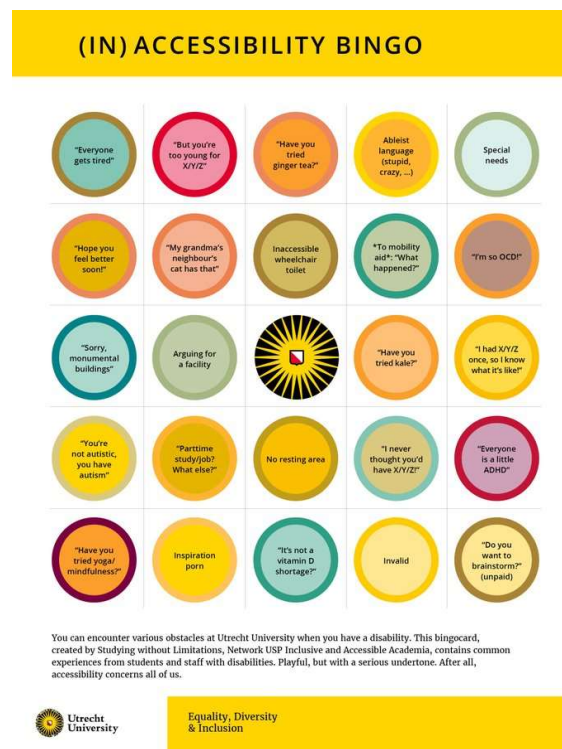 (IN) ACCESSIBILITY BINGO
"Everyone
gets tired"
"But you're
too young for
X/Y/Z"
"Have you
tried
ginger tea?"
Ableist
language
(stupid,
crazy, ...)
Special
needs
"Hope you
feel better
soon!"
"My grandma's
neighbour's
cat has that"
Inaccessible
wheelchair
toilet
*To mobility
aid*: "What
happened?"
"I'm so OCD!"
"Sorry,
monumental
buildings"
Arguing for
a facility
"Have you
tried kale?"
"I had X/Y/Z
once, so I know
what it's like!"
"You're
not autistic,
you have
autism"
"Parttime
study/job?
What else?"
No resting area
"I never
thought you'd
have X/Y/Z!"
"Everyone
is a little
ADHD"
"Have you
tried yoga/
mindfulness?"
Inspiration
porn
"It's not a
vitamin D
shortage?"
Invalid
"Do you
want to
brainstorm?"
(unpaid)
You can encounter various obstacles at Utrecht University when you have a disability. This bingocard,
created by Studying without Limitations, Network USP Inclusive and Accessible Academia, contains common
experiences from students and staff with disabilities. Playful, but with a serious undertone. After all,
accessibility concerns all of us.
Utrecht
University
Equality, Diversity
& Inclusion